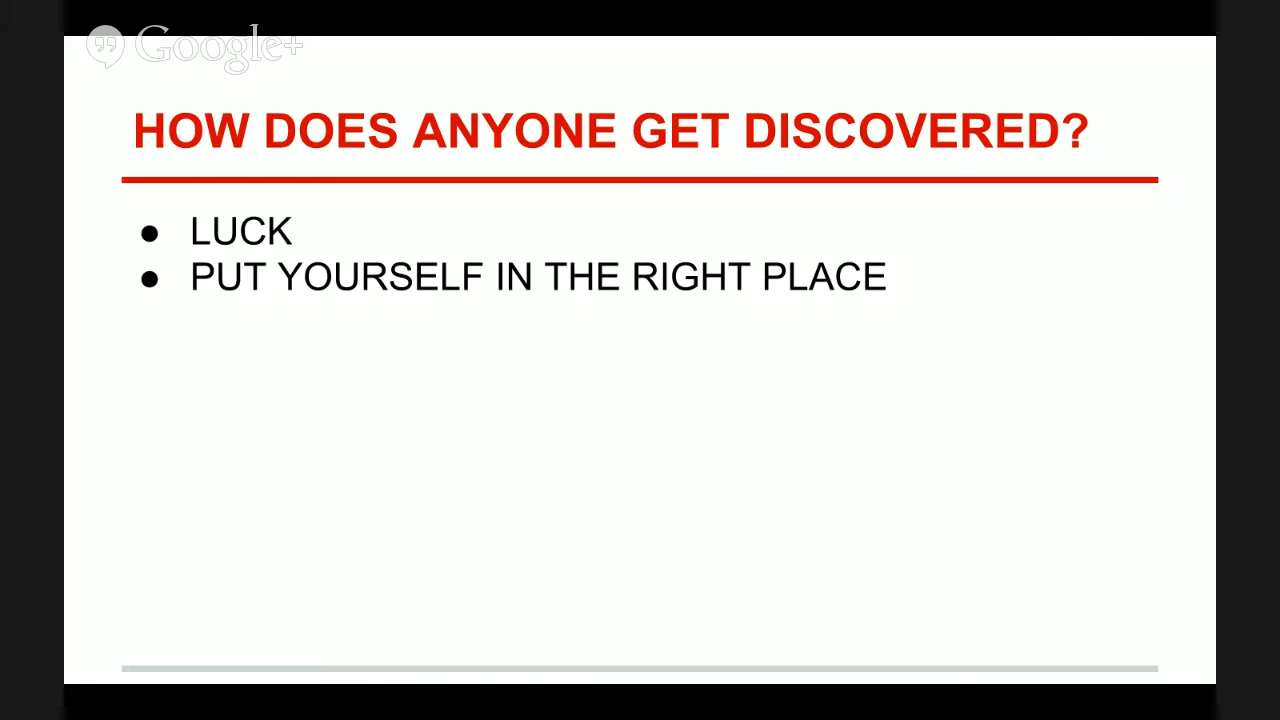 Google+
HOW DOES ANYONE GET DISCOVERED?
● LUCK
● PUT YOURSELF IN THE RIGHT PLACE